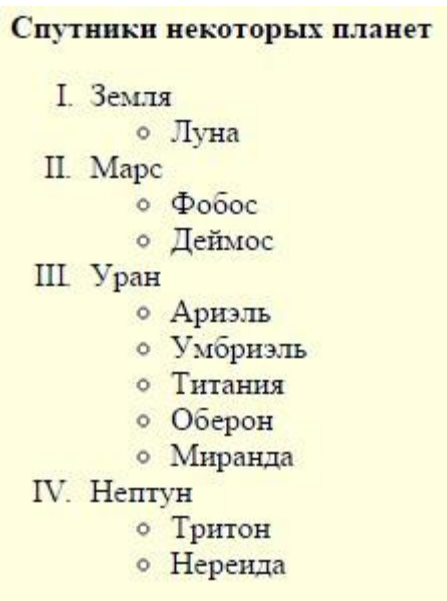 Спутники некоторых планет
I. Земля
◦ Луна
II. Марс
◦ Фобос
◦ Деймос
III. Уран
◦ Ариэль
◦ Умбриэль
◦ Титания
◦ Оберон
◦ Миранда
IV. Нептун
◦ Тритон
◦ Нереида